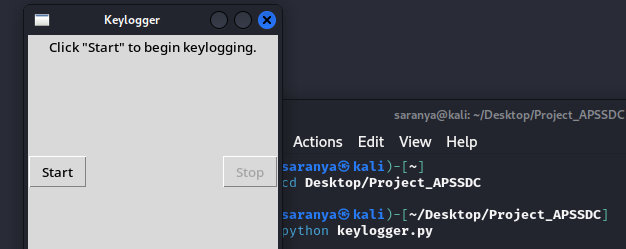 Keylogger
Click "Start" to begin keylogging.
Start
Stop
saranya@kali: ~/Desktop/Project_APSSDC
Actions Edit View Help
saranya㉿kali)-[~]
cd Desktop/Project_APSSDC
saranya㉿kali)-[~/Desktop/Project_APSSDC]
python keylogger.py